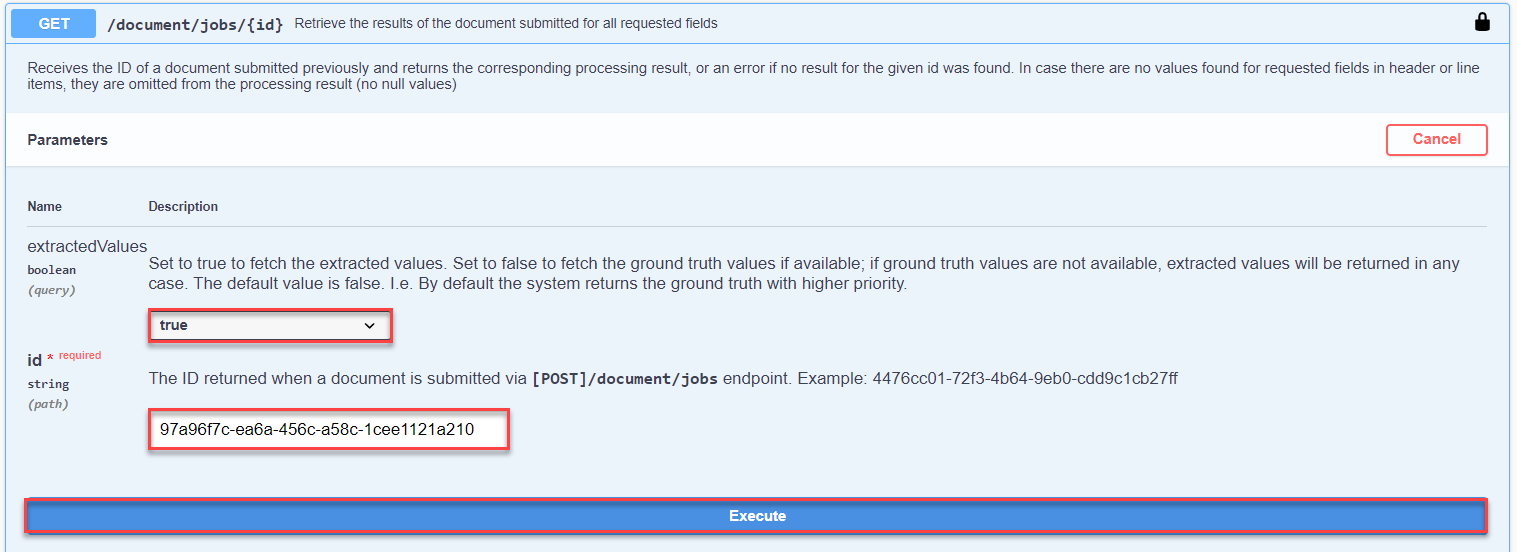 GET /document/jobs/{id} Retrieve the results of the document submitted for all requested fields
Receives the ID of a document submitted previously and returns the corresponding processing result, or an error if no result for the given id was found. In case there are no values found for requested fields in header or line
items, they are omitted from the processing result (no null values)
Parameters
Cancel
Name Description
extractedValues
boolean
(query)
Set to true to fetch the extracted values. Set to false to fetch the ground truth values if available; if ground truth values are not available, extracted values will be returned in any
case. The default value is false. I.e. By default the system returns the ground truth with higher priority.
true
id * required
string
(path)
The ID returned when a document is submitted via [POST]/document/jobs endpoint. Example: 4476cc01-72f3-4b64-9eb0-cdd9c1cb27ff
97a96f7c-ea6a-456c-a58c-1cee1121a210
Execute